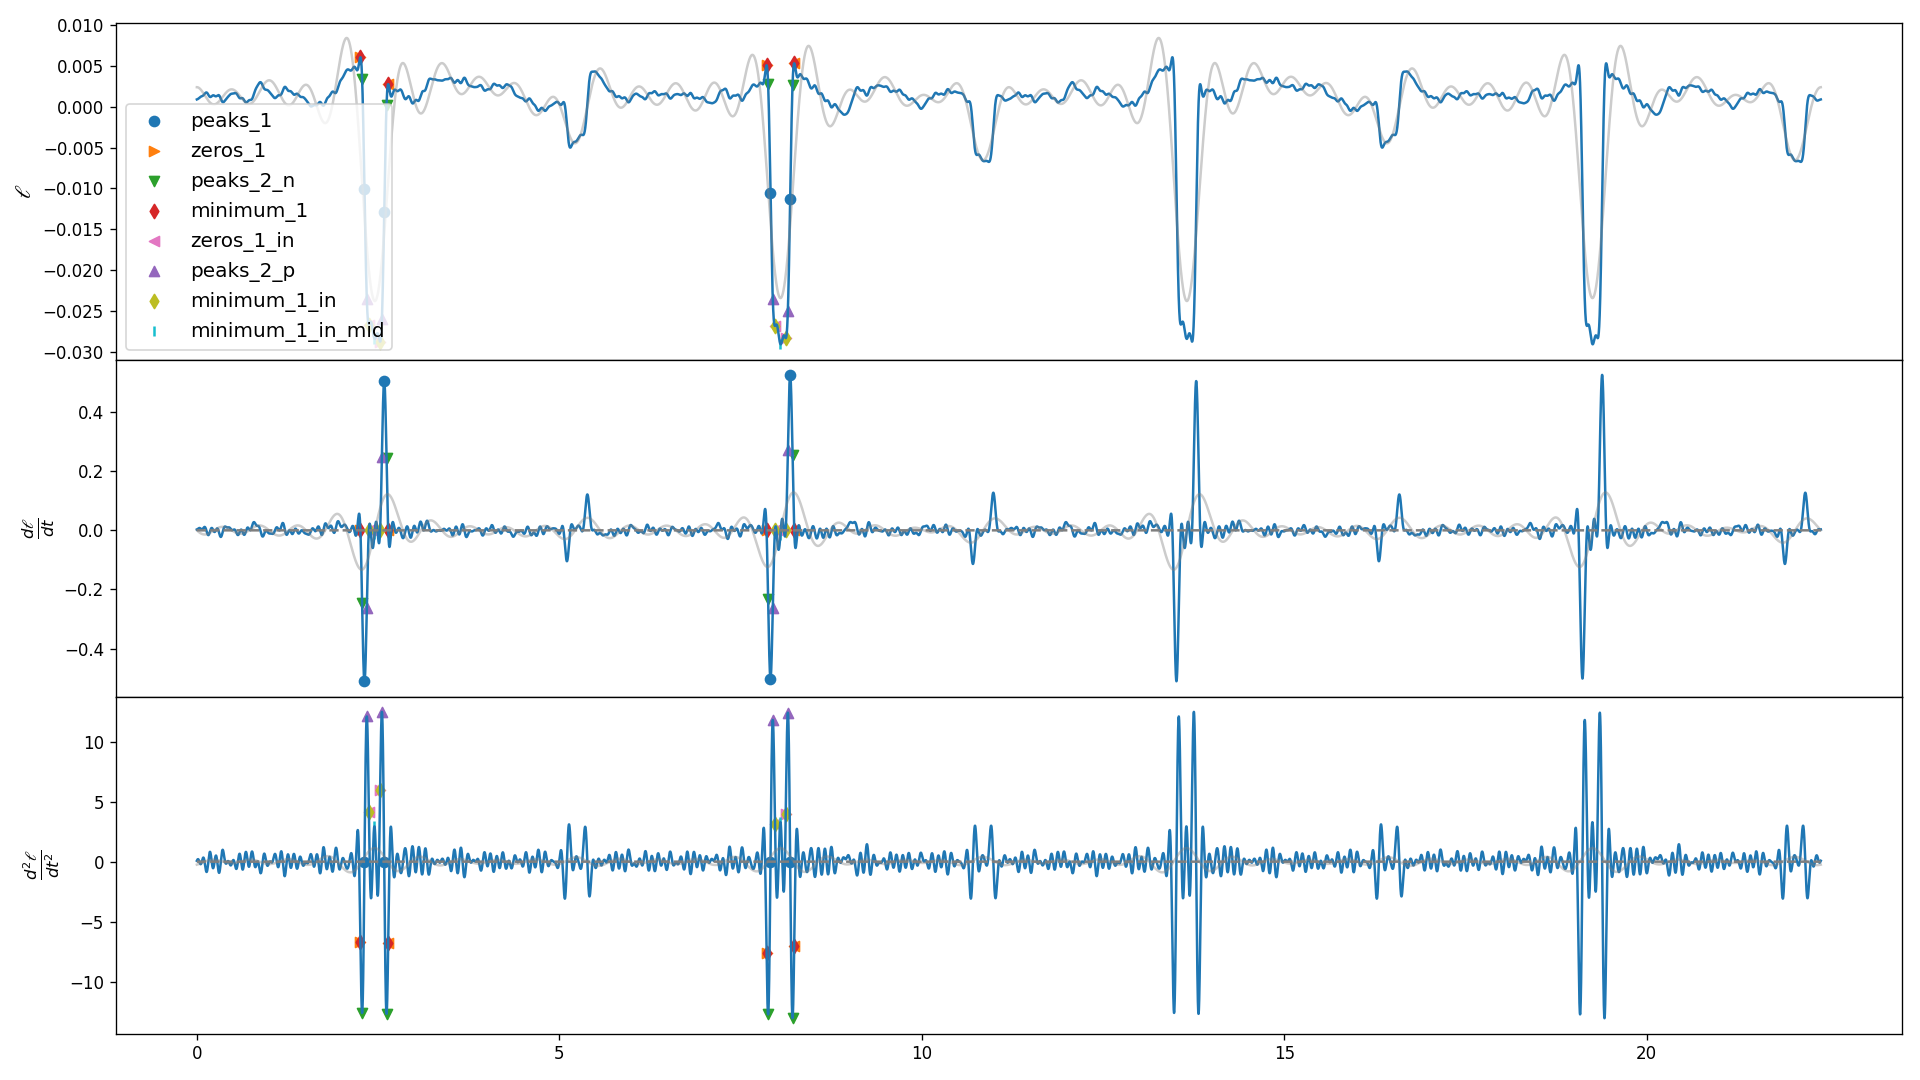 0.010
0.005
0.000
−0.005
−0.010
−0.015
−0.020
−0.025
−0.030
ℓ
peaks_1
zeros_1
peaks_2_n
minimum_1
zeros_1_in
peaks_2_p
minimum_1_in
minimum_1_in_mid
0.4
0.2
0.0
−0.2
−0.4
dℓ
dt
10
5
0
−5
−10
d²ℓ
dt²
0 5 10 15 20